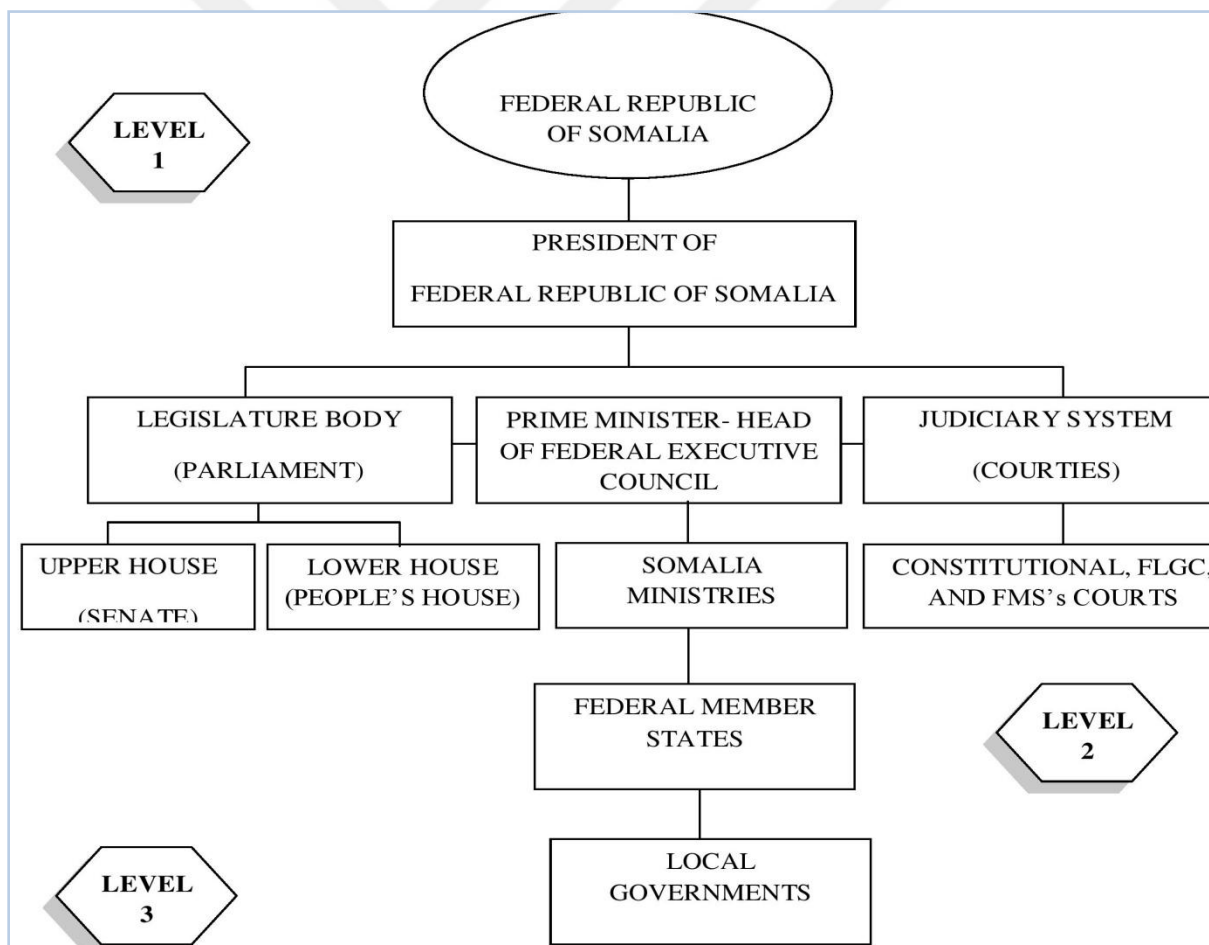 FEDERAL REPUBLIC
OF SOMALIA
LEVEL
1
PRESIDENT OF
FEDERAL REPUBLIC OF SOMALIA
LEGISLATURE BODY
(PARLIAMENT)
PRIME MINISTER- HEAD
OF FEDERAL EXECUTIVE
COUNCIL
JUDICIARY SYSTEM
(COURTIES)
UPPER HOUSE
(SENATE)
LOWER HOUSE
(PEOPLE’S HOUSE)
SOMALIA
MINISTRIES
CONSTITUTIONAL, FLGC,
AND FMS’s COURTS
FEDERAL MEMBER
STATES
LEVEL
2
LOCAL
GOVERNMENTS
LEVEL
3